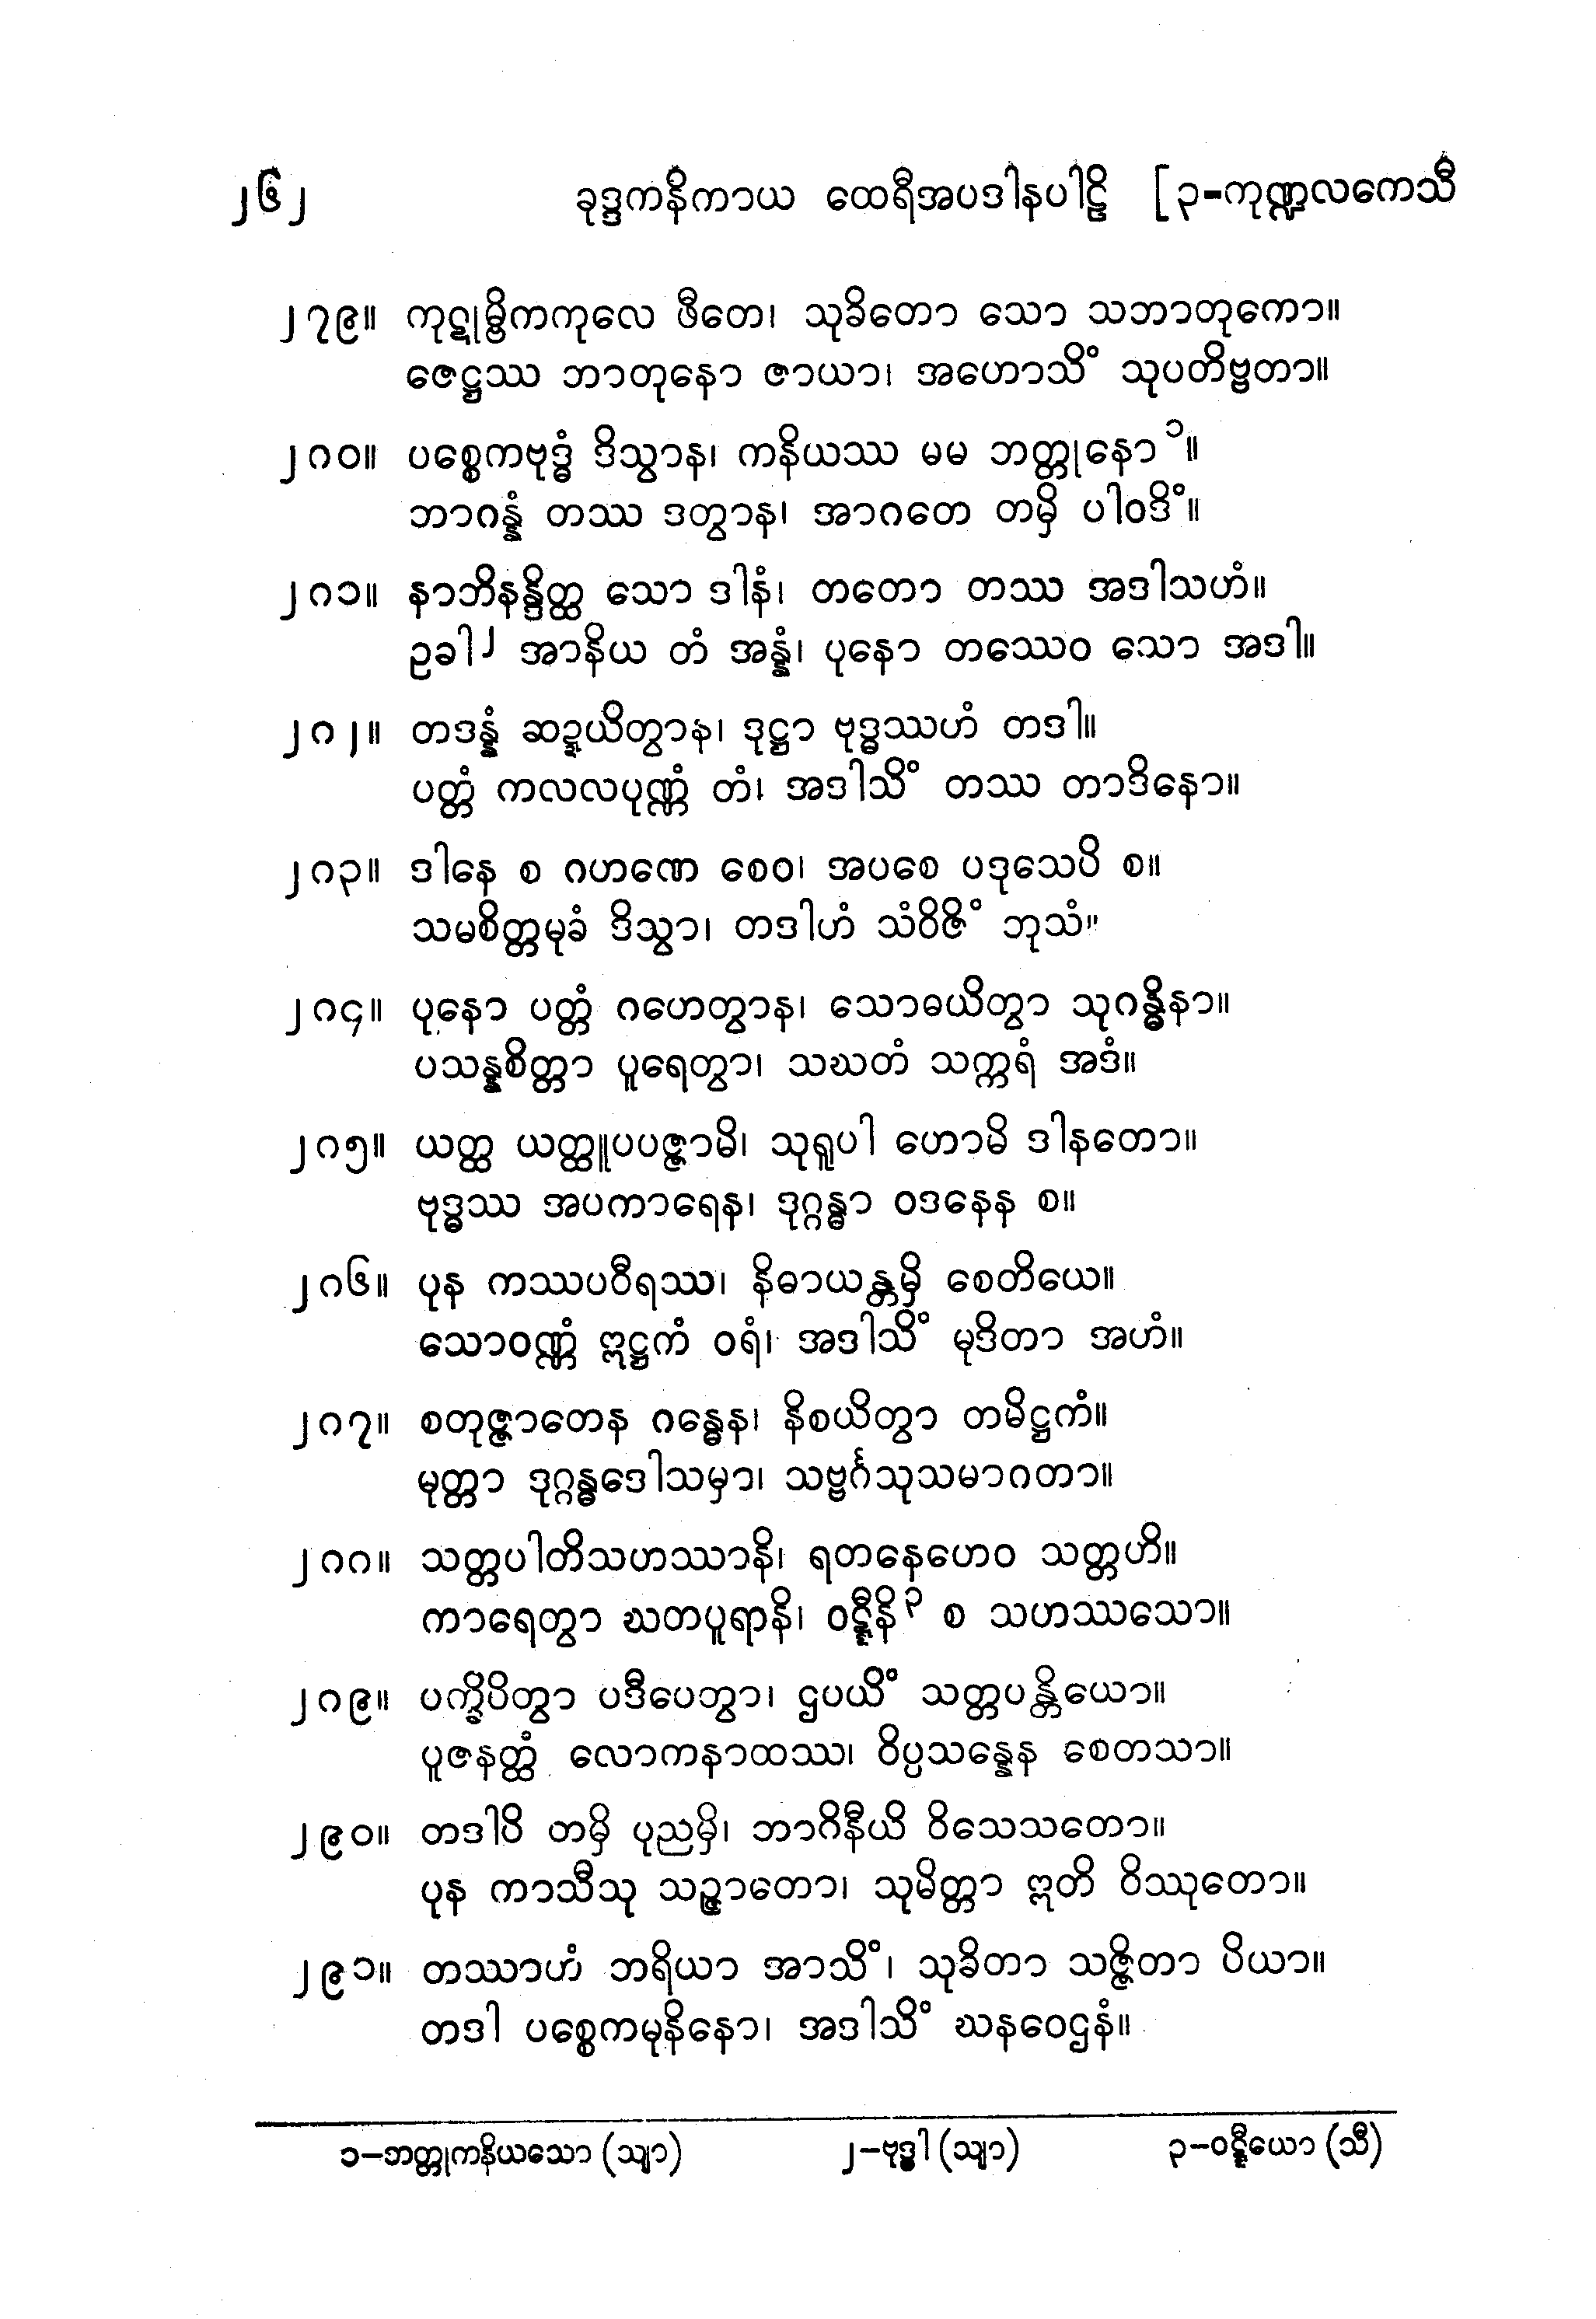 ၂၆၂ ခုဒ္ဒကနိကာယ ထေရီအပဒါနပါဠိ [၃-ကုဏ္ဍလကေသီ
၂၇၉။ ကုဋုမ္ဗိကကုလေ ဖီတေ၊ သုခိတော သော သဘာတုကော။
ဇေဋ္ဌဿ ဘာတုနော ဇာယာ၊ အဟောသိံ သုပတိဗ္ဗတာ။
၂၈၀။ ပစ္စေကဗုဒ္ဓံ ဒိသွာန၊ ကနိယဿ မမ ဘတ္တုနော၁။
ဘာဂန္နံ တဿ ဒတွာန၊ အာဂတေ တမှိ ပါဝဒိံ။
၂၈၁။ နာဘိနန္ဒိတ္ထ သော ဒါနံ၊ တတော တဿ အဒါသဟံ။
ဥခါ၂ အာနိယ တံ အန္နံ၊ ပုနော တဿေဝ သော အဒါ။
၂၈၂။ တဒန္နံ ဆဍ္ဍယိတွာန၊ ဒုဋ္ဌာ ဗုဒ္ဓဿဟံ တဒါ။
ပတ္တံ ကလလပုဏ္ဏံ တံ၊ အဒါသိံ တဿ တာဒိနော။
၂၈၃။ ဒါနေ စ ဂဟဏေ စေဝ၊ အပစေ ပဒုသေပိ စ။
သမစိတ္တမုခံ ဒိသွာ၊ တဒါဟံ သံဝိဇိံ ဘုသံ။
၂၈၄။ ပုနော ပတ္တံ ဂဟေတွာန၊ သောဓယိတွာ သုဂန္ဓိနာ။
ပသန္နစိတ္တာ ပူရေတွာ၊ သဃတံ သက္ကရံ အဒံ။
၂၈၅။ ယတ္ထ ယတ္ထူပပဇ္ဇာမိ၊ သုရူပါ ဟောမိ ဒါနတော။
ဗုဒ္ဓဿ အပကာရေန၊ ဒုဂ္ဂန္ဓာ ဝဒနေန စ။
၂၈၆။ ပုန ကဿပဝီရဿ၊ နိဓာယန္တမှိ စေတိယေ။
သောဝဏ္ဏံ ဣဋ္ဌကံ ဝရံ၊ အဒါသိံ မုဒိတာ အဟံ။
၂၈၇။ စတုဇ္ဇာတေန ဂန္ဓေန၊ နိစယိတွာ တမိဋ္ဌကံ။
မုတ္တာ ဒုဂ္ဂန္ဓဒေါသမှာ၊ သဗ္ဗင်္ဂသုသမာဂတာ။
၂၈၈။ သတ္တပါတိသဟဿာနိ၊ ရတနေဟေဝ သတ္တဟိ။
ကာရေတွာ ဃတပူရာနိ၊ ဝဋ္ဋီနိ၃ စ သဟဿသော။
၂၈၉။ ပက္ခိပိတွာ ပဒီပေတွာ၊ ဌပယိံ သတ္တပန္တိယော။
ပူဇနတ္ထံ လောကနာထဿ၊ ဝိပ္ပသန္နေန စေတသာ။
၂၉၀။ တဒါပိ တမှိ ပုညမှိ၊ ဘာဂိနီယိ ဝိသေသတော။
ပုန ကာသီသု သဉ္ဇာတော၊ သုမိတ္တာ ဣတိ ဝိဿုတော။
၂၉၁။ တဿာဟံ ဘရိယာ အာသိံ၊ သုခိတာ သဇ္ဇိတာ ပိယာ။
တဒါ ပစ္စေကမုနိနော၊ အဒါသိံ ဃနဝေဌနံ။
၁-ဘတ္တုကနိယသော (သျာ) ၂-ဗုဒ္ဓါ (သျာ) ၃-ဝဋ္ဋီယော (သီ)